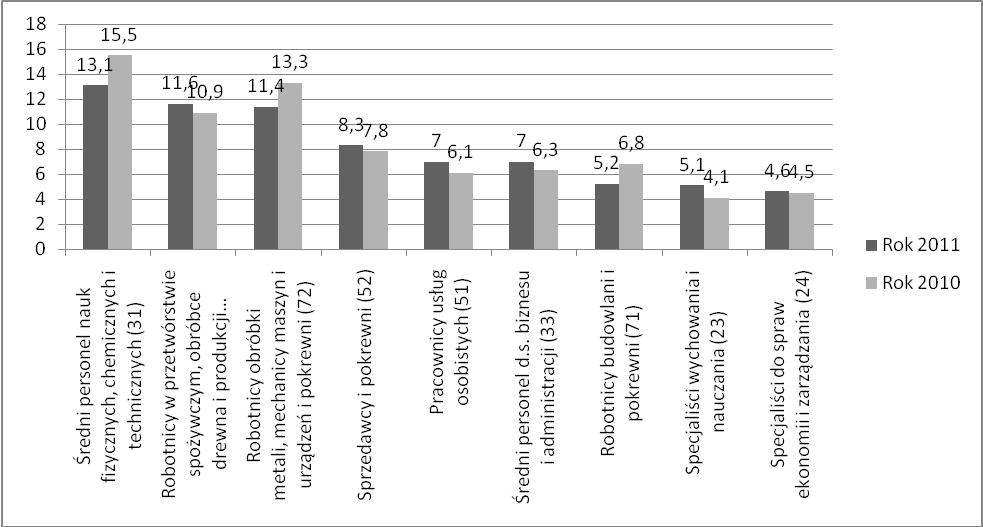 18
16
14
12
10
8
6
4
2
0
13,1
15,5
11,6
10,9
11,4
13,3
8,3
7,8
7
6,1
7
6,3
5,2
6,8
5,1
4,1
4,6
4,5
Średni personel nauk
fizycznych, chemicznych i
technicznych (31)
Robotnicy w przetwórstwie
spożywczym, obróbce
drewna i produkcji...
Robotnicy obróbki
metali, mechanicy maszyn i
urządzeń i pokrewni (72)
Sprzedawcy i pokrewni (52)
Pracownicy usług
osobistych (51)
Średni personel d.s. biznesu
i administracji (33)
Robotnicy budowlani i
pokrewni (71)
Specjaliści wychowania i
nauczania (23)
Specjaliści do spraw
ekonomii i zarządzania (24)
Rok 2011
Rok 2010